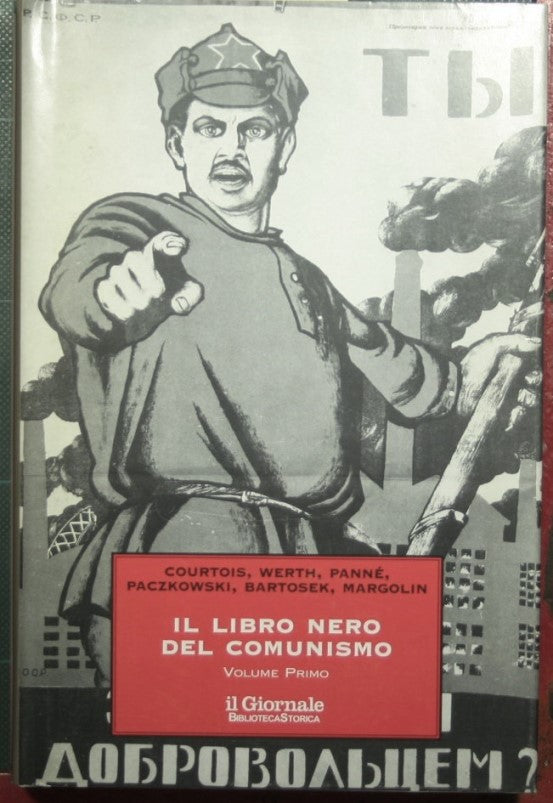 Р.С.Ф.С.Р
ТЫ
COURTOIS, WERTH, PANNÉ,
PACZKOWSKI, BARTOSEK, MARGOLIN
IL LIBRO NERO
DEL COMUNISMO
VOLUME PRIMO
il Giornale
BIBLIOTECASTORICA
ДОБРОВОЛЬЦЕМ?